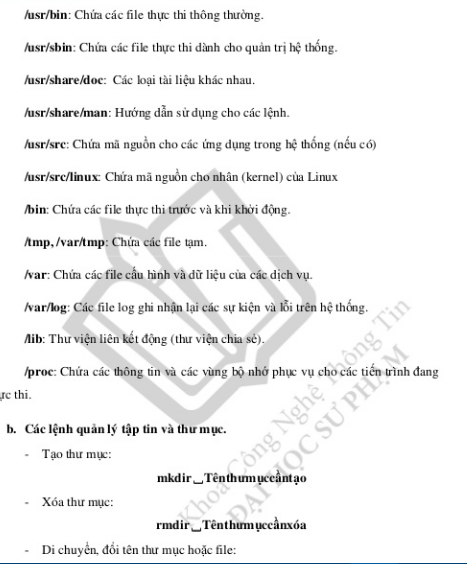 /usr/bin: Chứa các file thực thi thông thường.
/usr/sbin: Chứa các file thực thi dành cho quản trị hệ thống.
/usr/share/doc: Các loại tài liệu khác nhau.
/usr/share/man: Hướng dẫn sử dụng cho các lệnh.
/usr/src: Chứa mã nguồn cho các ứng dụng trong hệ thống (nếu có)
/usr/src/linux: Chứa mã nguồn cho nhân (kernel) của Linux
/bin: Chứa các file thực thi trước và khi khởi động.
/tmp, /var/tmp: Chứa các file tạm.
/var: Chứa các file cấu hình và dữ liệu của các dịch vụ.
/var/log: Các file log ghi nhận lại các sự kiện và lỗi trên hệ thống.
/lib: Thư viện liên kết động (thư viện chia sẻ).
/proc: Chứa các thông tin và các vùng bộ nhớ phục vụ cho các tiến trình đang
ực thi.
b. Các lệnh quản lý tập tin và thư mục.
- Tạo thư mục:
mkdir␣Tênthưmụccầntạo
- Xóa thư mục:
rmdir␣Tênthưmụccầnxóa
- Di chuyển, đổi tên thư mục hoặc file:
Khoa Công Nghệ Thông Tin
ĐẠI HỌC SƯ PHẠM